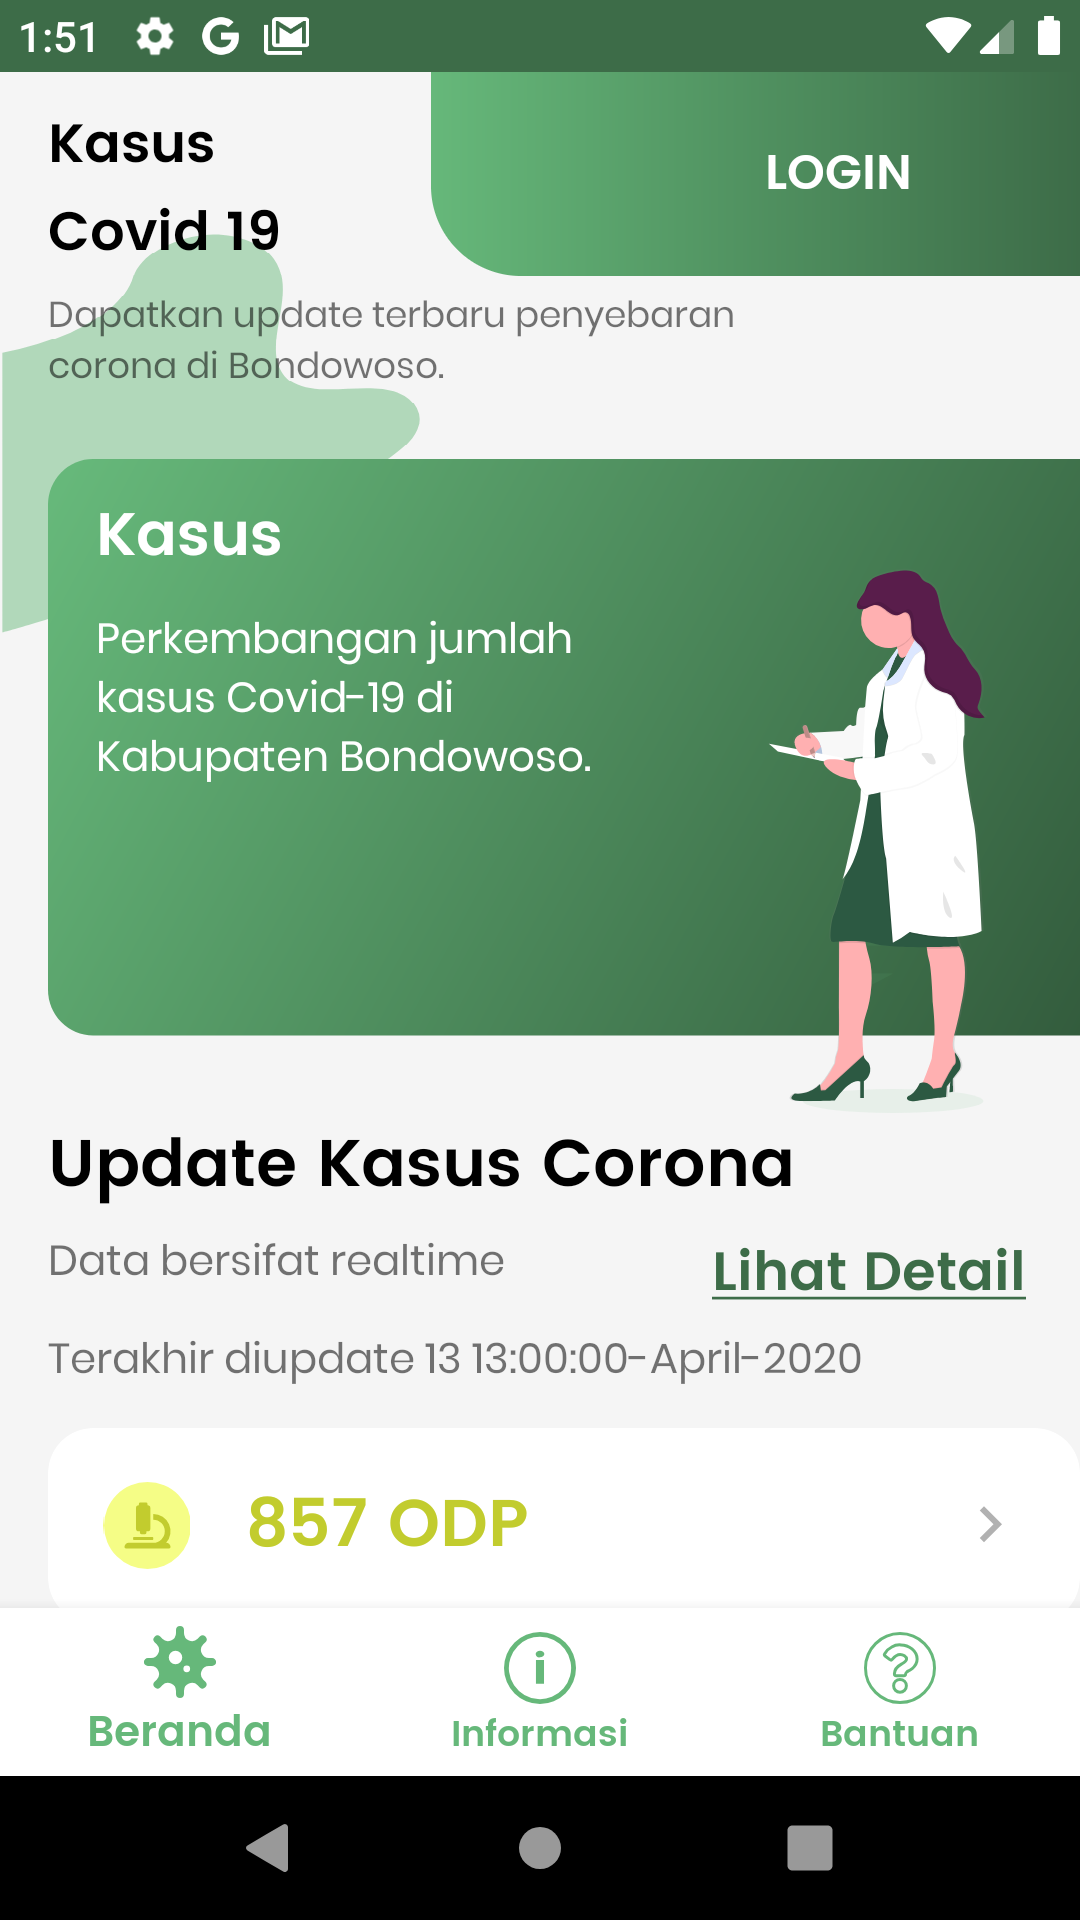 1:51
Kasus
Covid 19
LOGIN
Dapatkan update terbaru penyebaran
corona di Bondowoso.
Kasus
Perkembangan jumlah
kasus Covid-19 di
Kabupaten Bondowoso.
Update Kasus Corona
Data bersifat realtime
Lihat Detail
Terakhir diupdate 13 13:00:00-April-2020
857 ODP
Beranda
Informasi
Bantuan